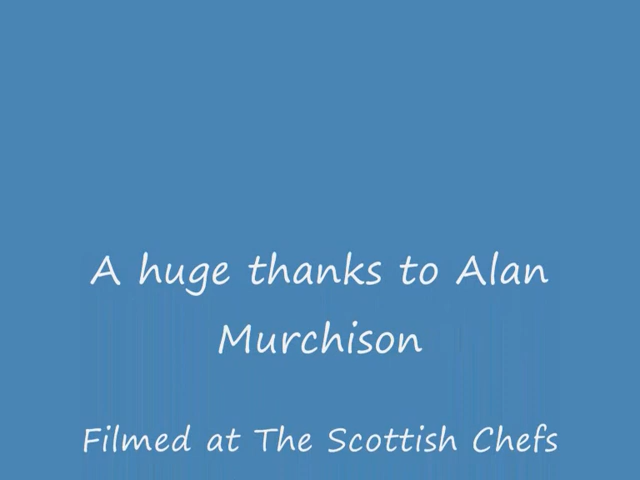 A huge thanks to Alan
Murchison
Filmed at The Scottish Chefs